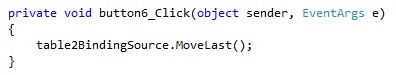 private void button6_Click(object sender, EventArgs e)
{
    table2BindingSource.MoveLast();
}